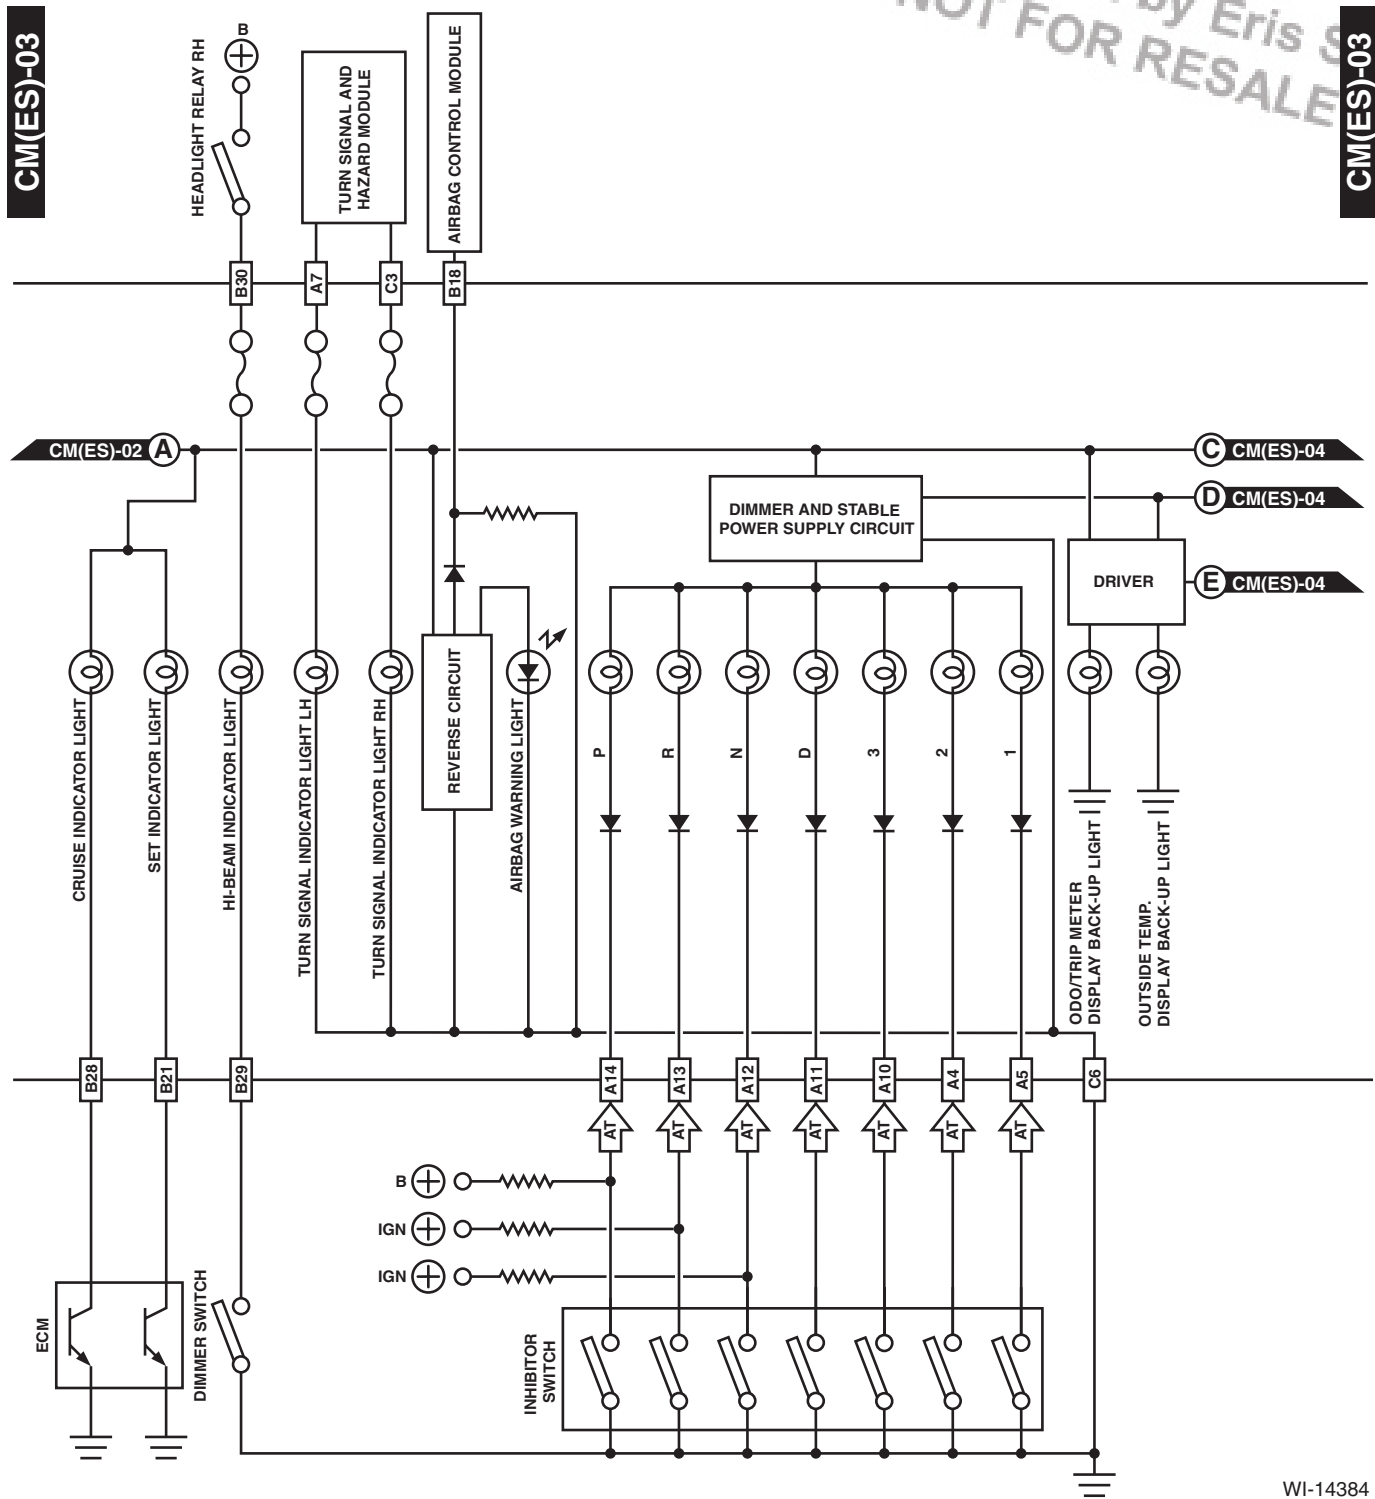 by Eris S
NOT FOR RESALE
CM(ES)-03
CM(ES)-03
B
HEADLIGHT RELAY RH
TURN SIGNAL AND
HAZARD MODULE
AIRBAG CONTROL MODULE
B30
A7
C3
B18
CM(ES)-02
A
C
CM(ES)-04
D
CM(ES)-04
E
CM(ES)-04
DIMMER AND STABLE
POWER SUPPLY CIRCUIT
DRIVER
CRUISE INDICATOR LIGHT
SET INDICATOR LIGHT
HI-BEAM INDICATOR LIGHT
TURN SIGNAL INDICATOR LIGHT LH
TURN SIGNAL INDICATOR LIGHT RH
REVERSE CIRCUIT
AIRBAG WARNING LIGHT
P
R
N
D
3
2
1
ODO/TRIP METER
DISPLAY BACK-UP LIGHT
OUTSIDE TEMP.
DISPLAY BACK-UP LIGHT
B28
B21
B29
A14
A13
A12
A11
A10
A4
A5
C6
AT
AT
AT
AT
AT
AT
AT
B
IGN
IGN
ECM
DIMMER SWITCH
INHIBITOR
SWITCH
WI-14384